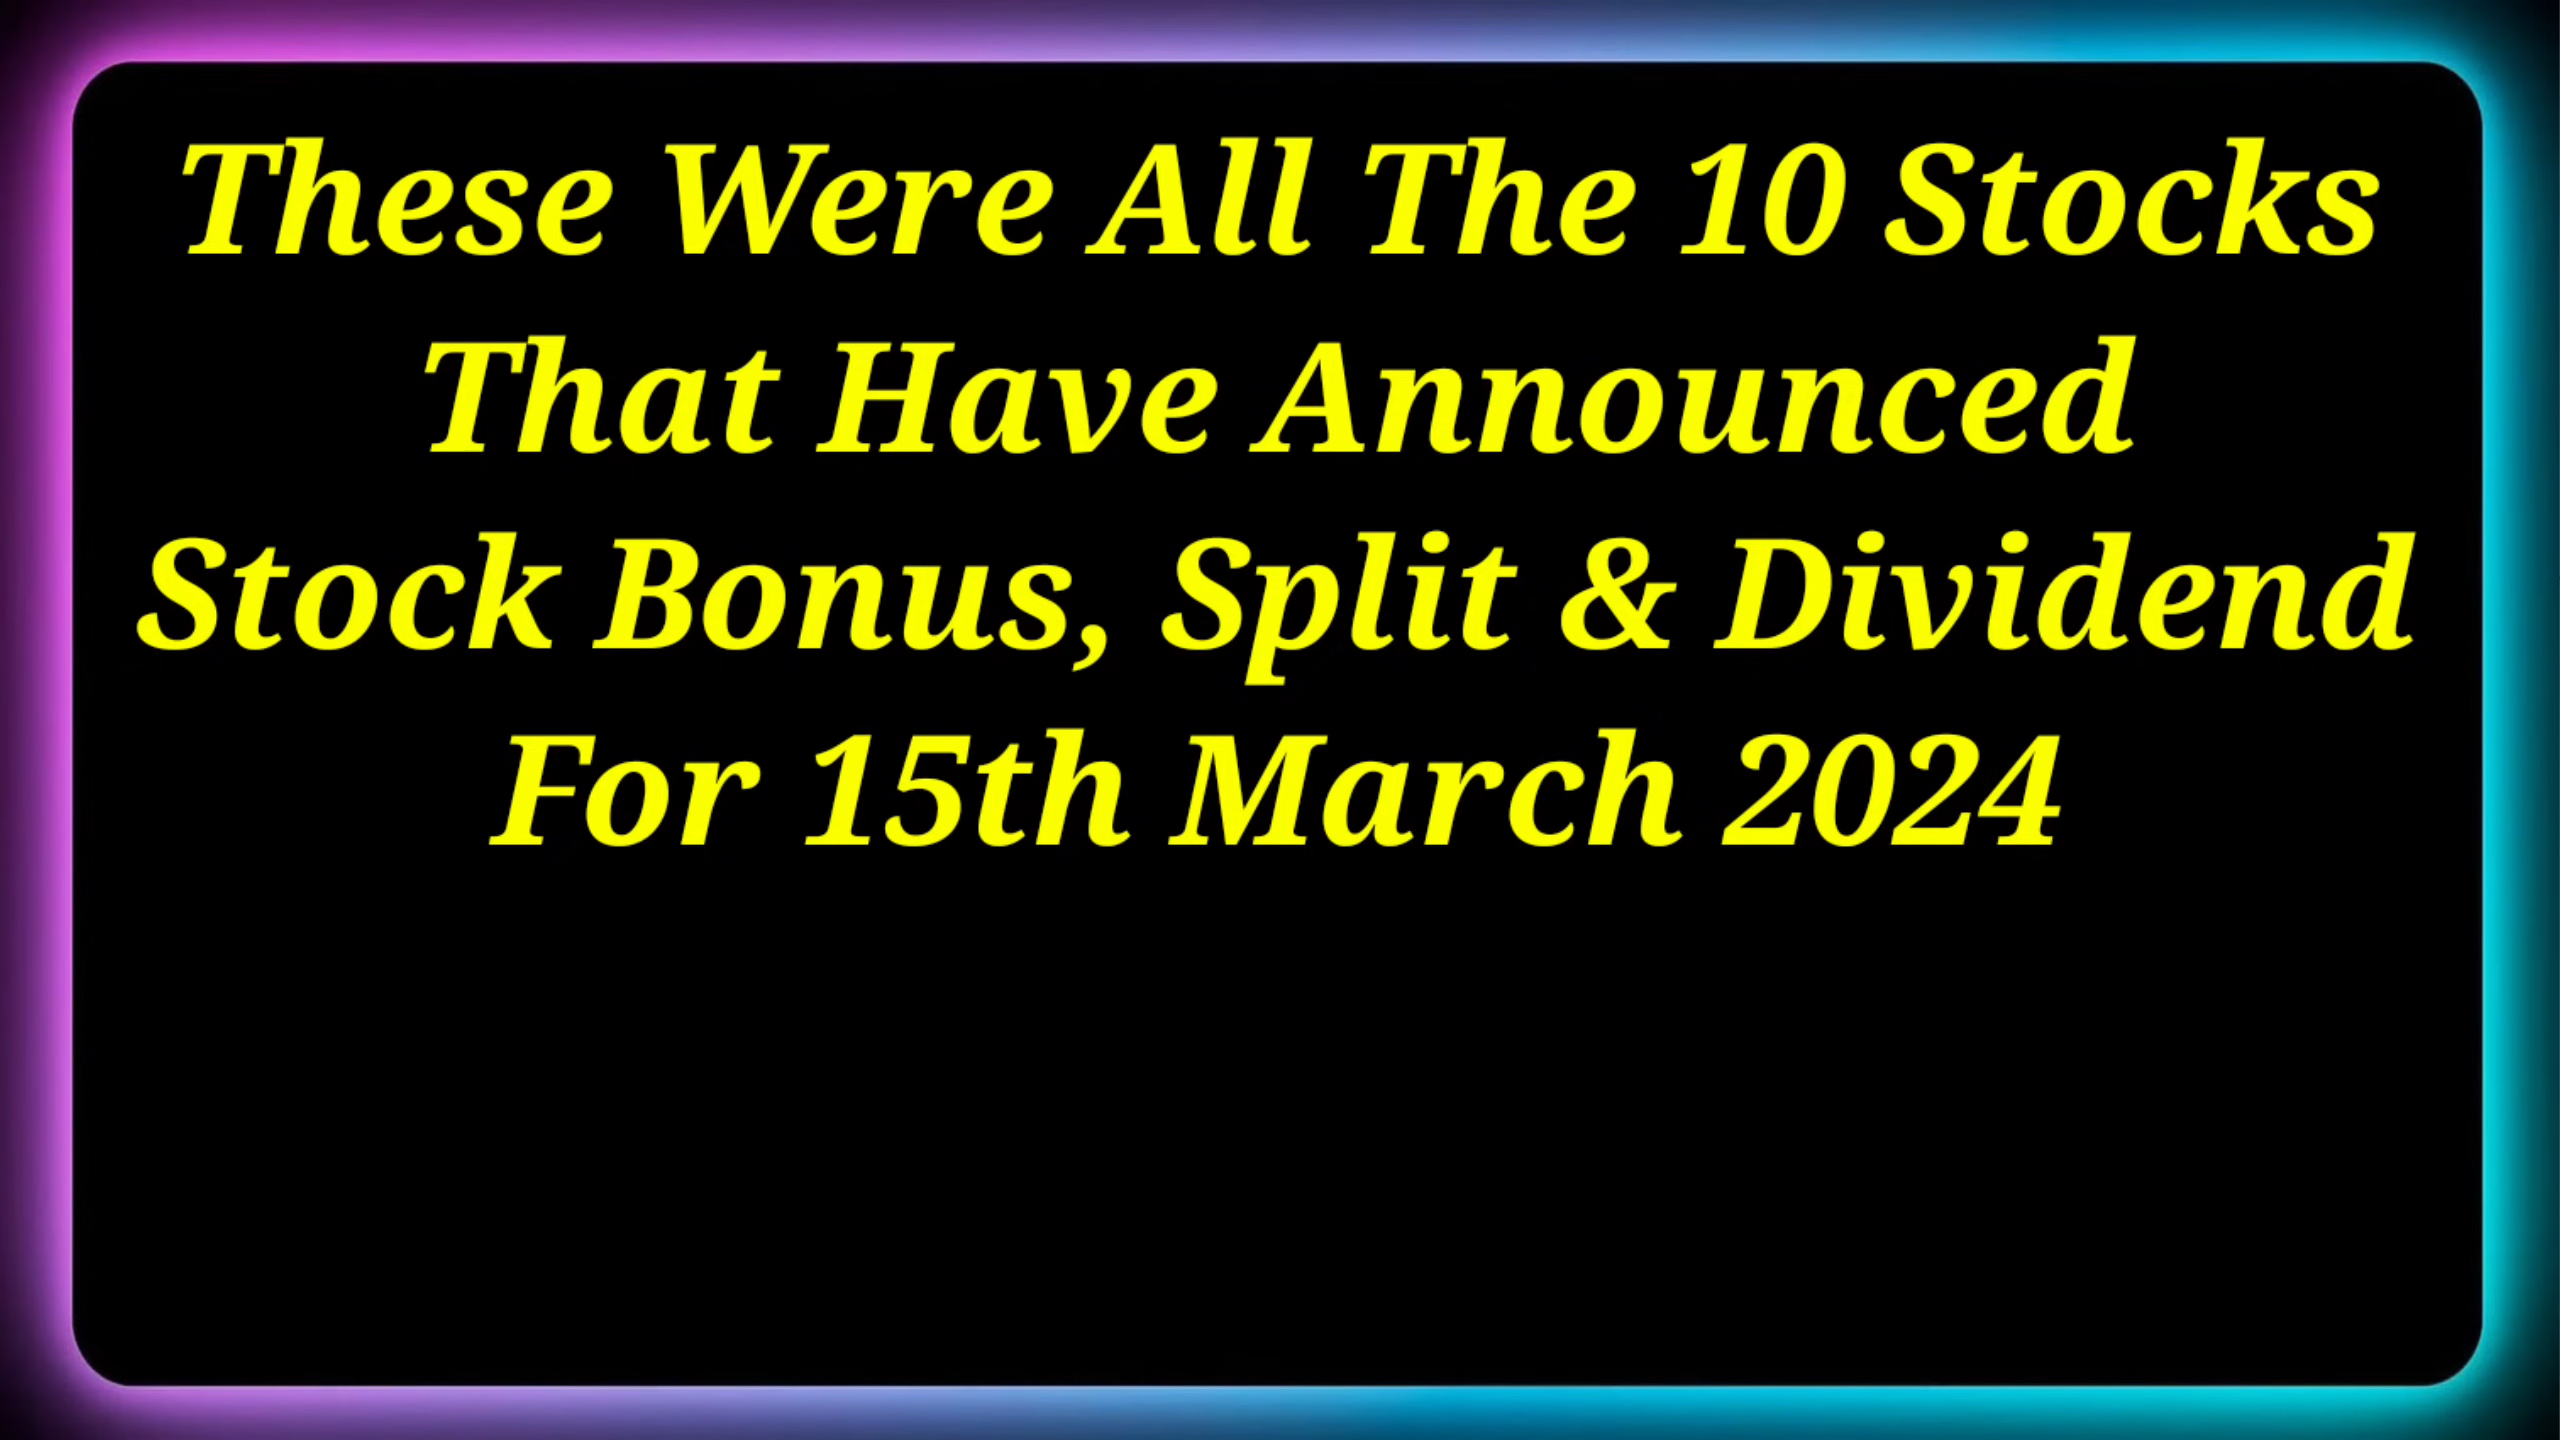 These Were All The 10 Stocks
That Have Announced
Stock Bonus, Split & Dividend
For 15th March 2024